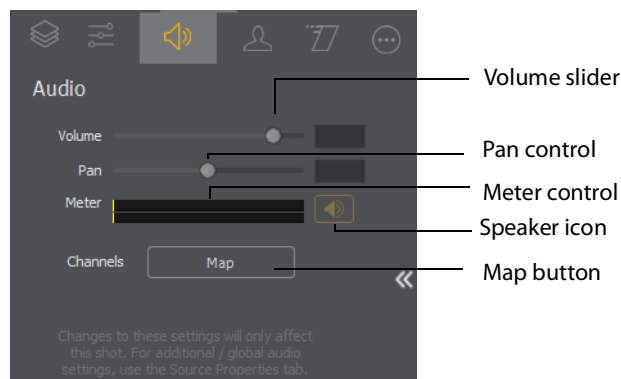 Audio
Volume
Volume slider
Pan
Pan control
Meter
Meter control
Speaker icon
Channels
Map
Map button
Changes to these settings will only affect
this shot. For additional / global audio
settings, use the Source Properties tab.